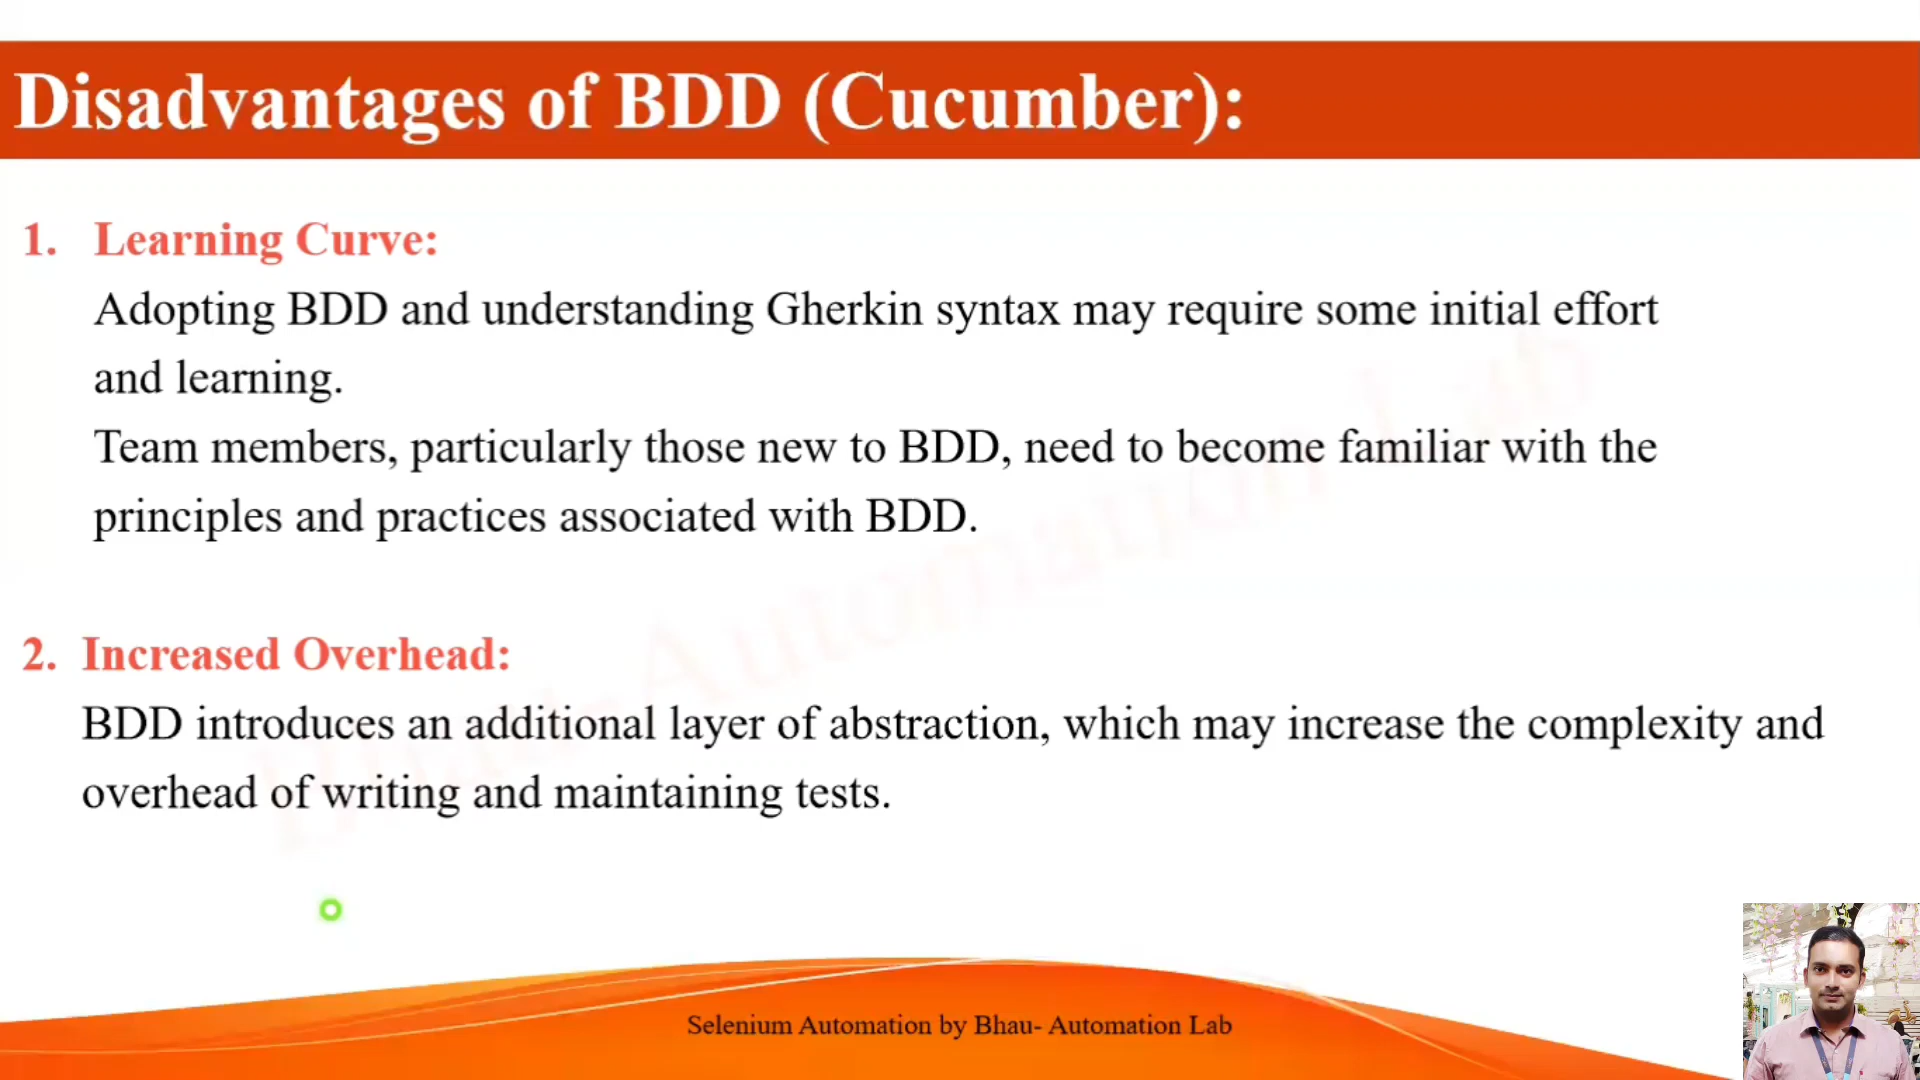 Disadvantages of BDD (Cucumber):
1. Learning Curve:
Adopting BDD and understanding Gherkin syntax may require some initial effort
and learning.
Team members, particularly those new to BDD, need to become familiar with the
principles and practices associated with BDD.
2. Increased Overhead:
BDD introduces an additional layer of abstraction, which may increase the complexity and
overhead of writing and maintaining tests.
Bhau-Automation Lab
Selenium Automation by Bhau- Automation Lab